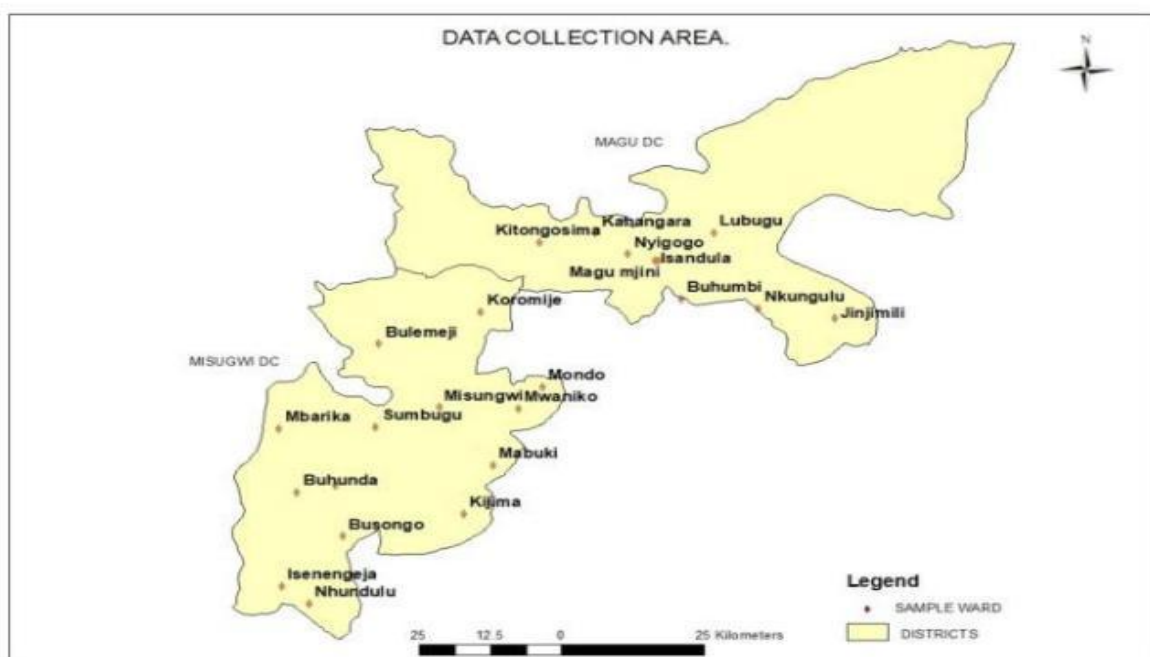 DATA COLLECTION AREA.
N
MAGU DC
Kahangara
Lubugu
Kitongosima
Nyigogo
Isandula
Magu mjini
Buhumbi
Nkungulu
Jinjimili
Koromije
Bulemeji
MISUGWI DC
Mondo
Misungwi
Mwaniko
Mbarika
Sumbugu
Mabuki
Buhunda
Kijima
Busongo
Isenengeja
Nhundulu
Legend
SAMPLE WARD
DISTRICTS
25 12.5 0 25 Kilometers